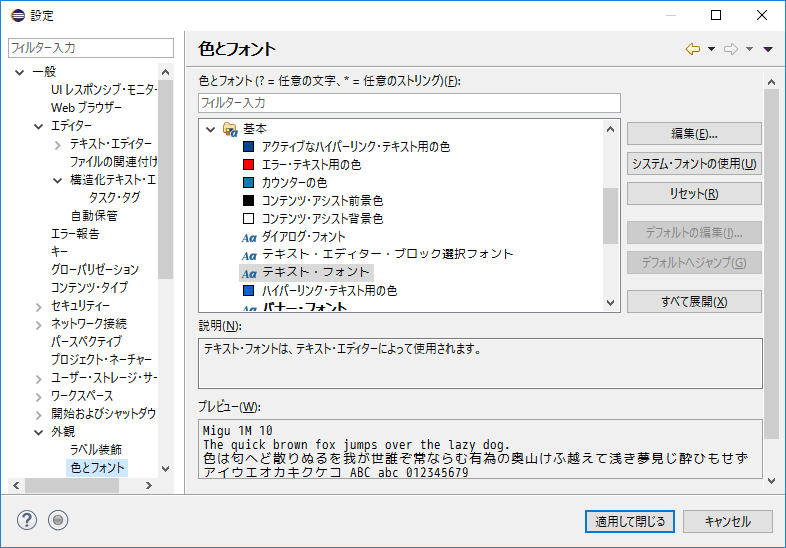 設定
フィルター入力
一般
UI レスポンシブ・モニター
Web ブラウザー
エディター
テキスト・エディター
ファイルの関連付け
構造化テキスト・エ
タスク・タグ
自動保管
エラー報告
キー
グローバリゼーション
コンテンツ・タイプ
セキュリティー
ネットワーク接続
パースペクティブ
プロジェクト・ネーチャー
ユーザー・ストレージ・サー
ワークスペース
開始およびシャットダウ
外観
ラベル装飾
色とフォント
色とフォント
色とフォント (? = 任意の文字、* = 任意のストリング)(F):
フィルター入力
基本
アクティブなハイパーリンク・テキスト用の色
エラー・テキスト用の色
カウンターの色
コンテンツ・アシスト前景色
コンテンツ・アシスト背景色
Aa ダイアログ・フォント
Aa テキスト・エディター・ブロック選択フォント
Aa テキスト・フォント
ハイパーリンク・テキスト用の色
Aa バナー・フォント
編集(E)...
システム・フォントの使用(U)
リセット(R)
デフォルトの編集(I)...
デフォルトへジャンプ(G)
すべて展開(X)
説明(N):
テキスト・フォントは、テキスト・エディターによって使用されます。
プレビュー(W):
Migu 1M 10
The quick brown fox jumps over the lazy dog.
色は匂へど散りぬるを我が世誰ぞ常ならむ有為の奥山けふ越えて浅き夢見じ酔ひもせず
アイウエオカキクケコ ABC abc 012345679
適用して閉じる
キャンセル